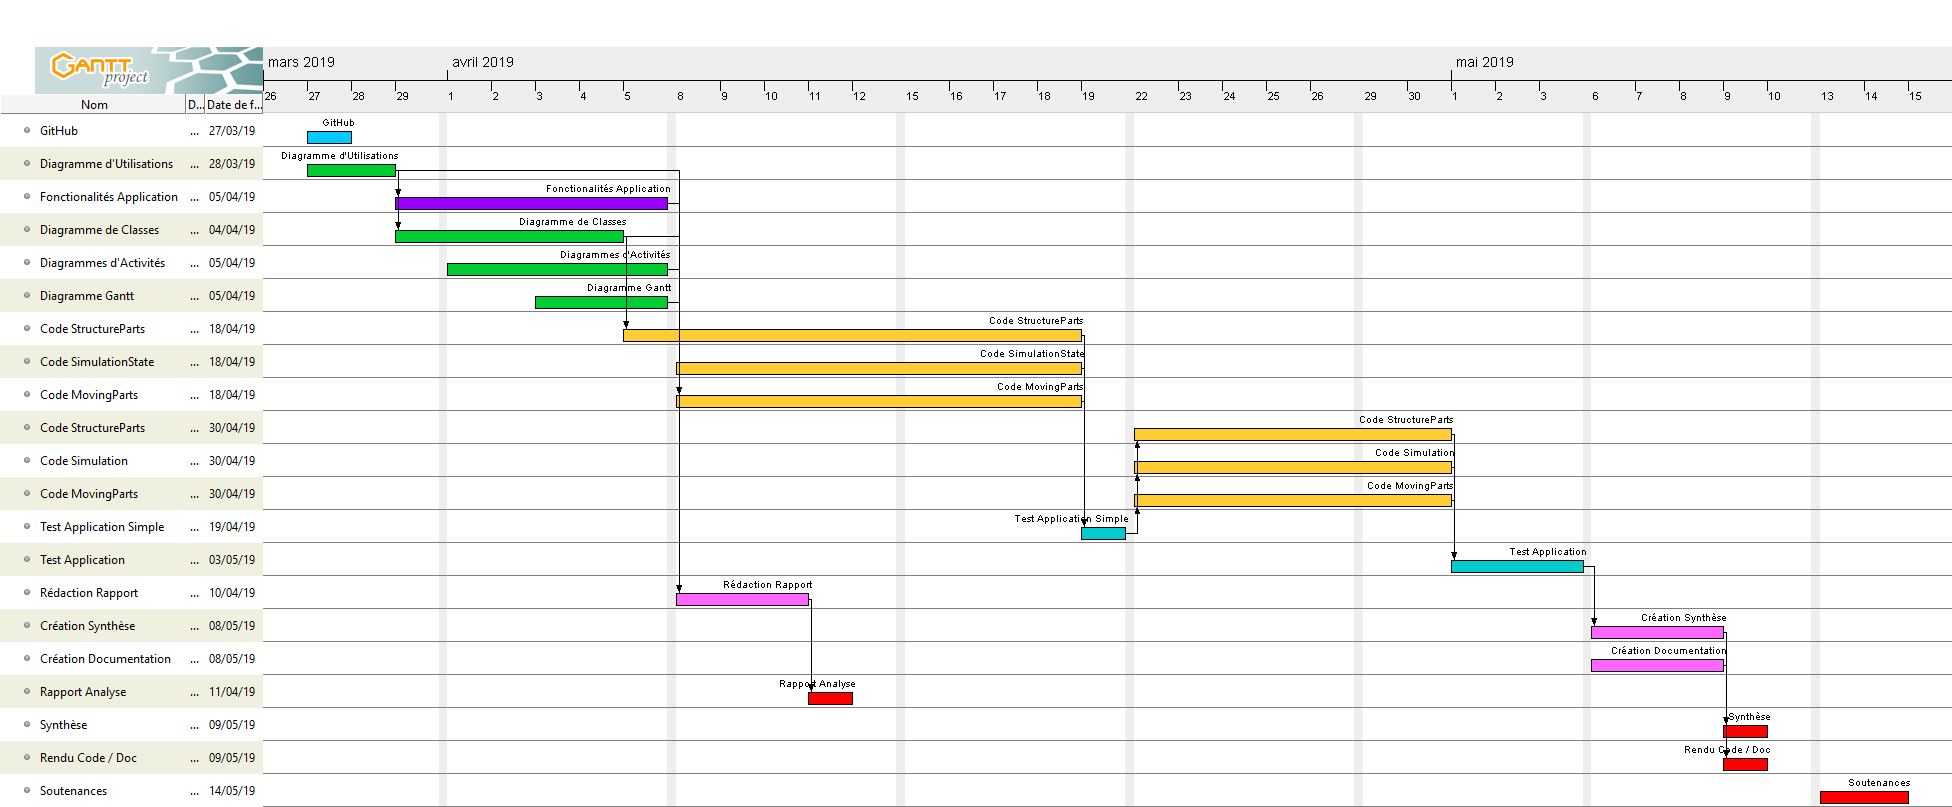 GANTT
project
mars 2019 avril 2019 mai 2019
26 27 28 29 1 2 3 4 5 8 9 10 11 12 15 16 17 18 19 22 23 24 25 26 29 30 1 2 3 6 7 8 9 10 13 14 15
Nom D... Date de f...
GitHub ... 27/03/19 GitHub
Diagramme d'Utilisations ... 28/03/19 Diagramme d'Utilisations
Fonctionalités Application ... 05/04/19 Fonctionalités Application
Diagramme de Classes ... 04/04/19 Diagramme de Classes
Diagrammes d'Activités ... 05/04/19 Diagrammes d'Activités
Diagramme Gantt ... 05/04/19 Diagramme Gantt
Code StructureParts ... 18/04/19 Code StructureParts
Code SimulationState ... 18/04/19 Code SimulationState
Code MovingParts ... 18/04/19 Code MovingParts
Code StructureParts ... 30/04/19 Code StructureParts
Code Simulation ... 30/04/19 Code Simulation
Code MovingParts ... 30/04/19 Code MovingParts
Test Application Simple ... 19/04/19 Test Application Simple
Test Application ... 03/05/19 Test Application
Rédaction Rapport ... 10/04/19 Rédaction Rapport
Création Synthèse ... 08/05/19 Création Synthèse
Création Documentation ... 08/05/19 Création Documentation
Rapport Analyse ... 11/04/19 Rapport Analyse
Synthèse ... 09/05/19 Synthèse
Rendu Code / Doc ... 09/05/19 Rendu Code / Doc
Soutenances ... 14/05/19 Soutenances